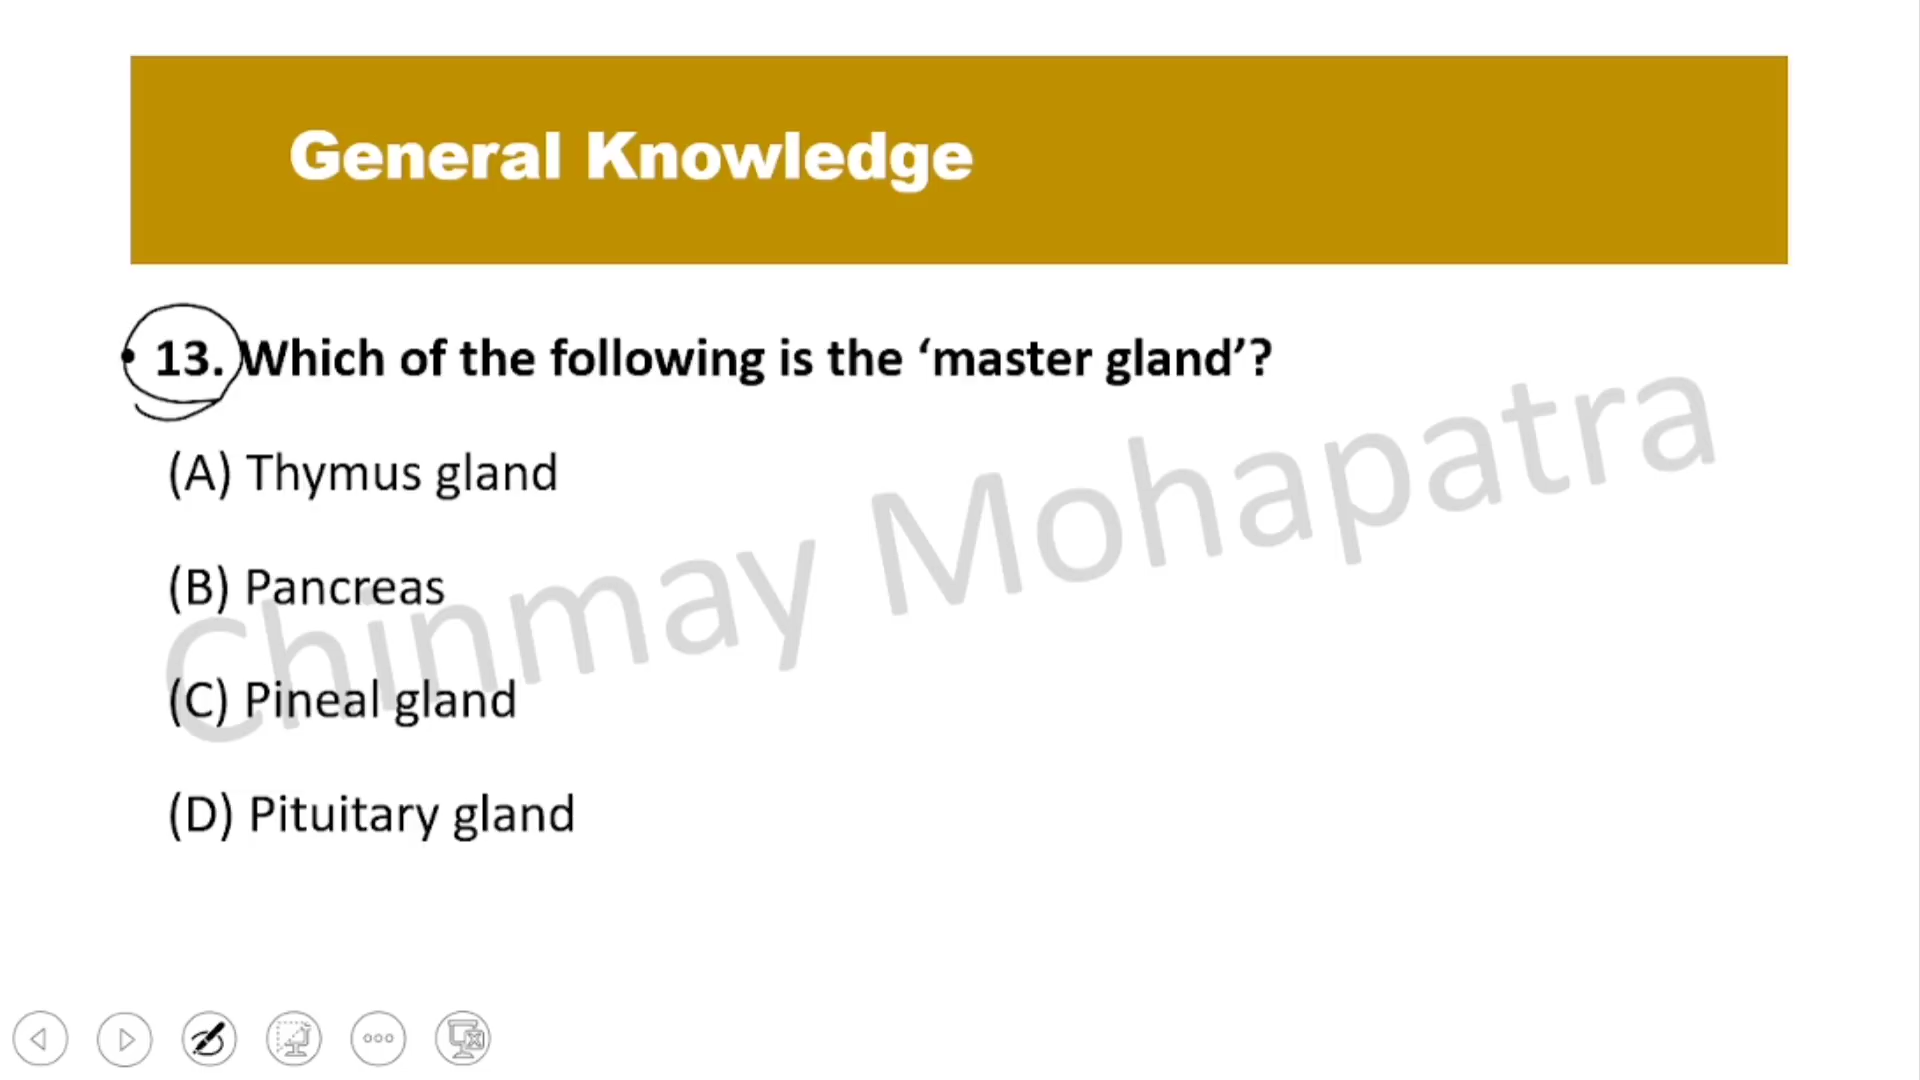 General Knowledge
• 13. Which of the following is the ‘master gland’?
(A) Thymus gland
(B) Pancreas
(C) Pineal gland
(D) Pituitary gland
Chinmay Mohapatra